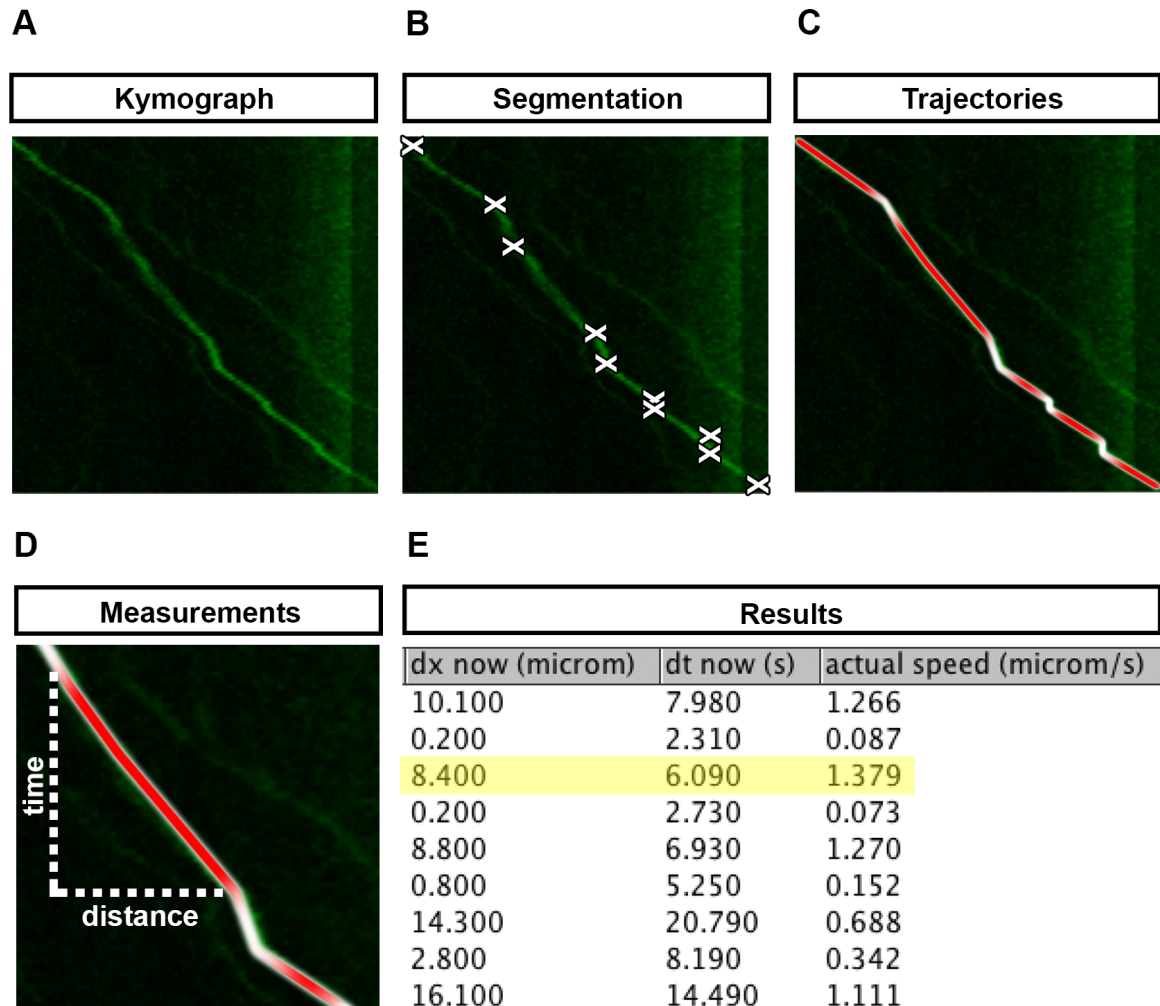 A
B
C
Kymograph
Segmentation
Trajectories
X
X
X
X
X
X
X
X
X
X
D
E
Measurements
Results
time
distance
dx now (microm) dt now (s) actual speed (microm/s)
10.100 7.980 1.266
0.200 2.310 0.087
8.400 6.090 1.379
0.200 2.730 0.073
8.800 6.930 1.270
0.800 5.250 0.152
14.300 20.790 0.688
2.800 8.190 0.342
16.100 14.490 1.111